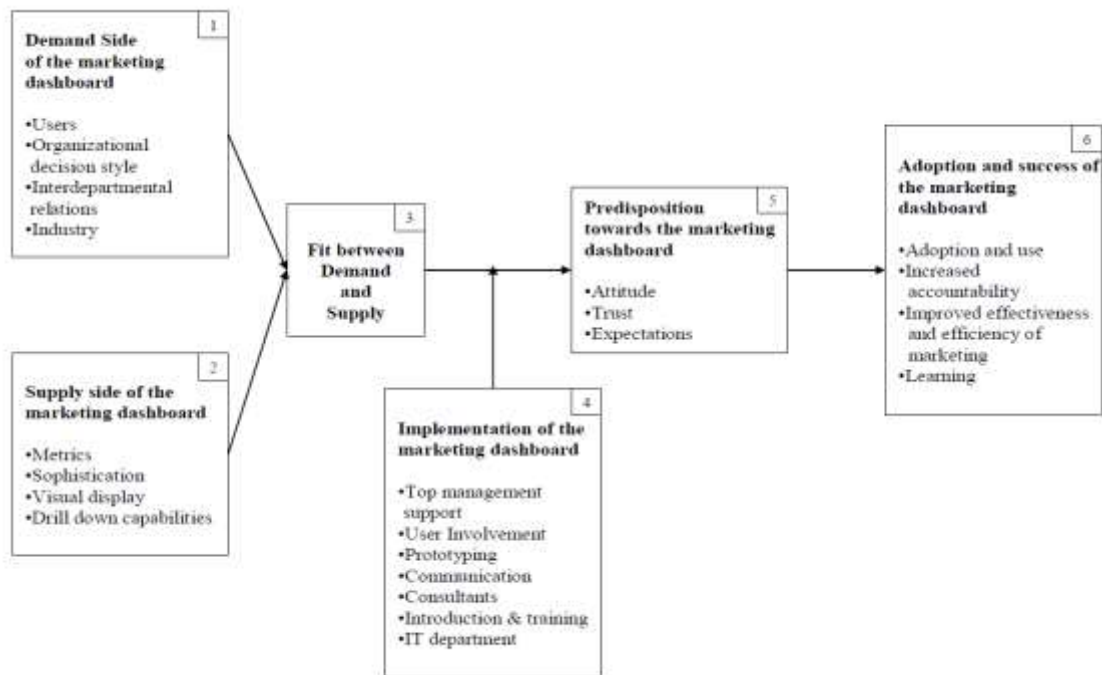 1
Demand Side
of the marketing
dashboard
•Users
•Organizational
decision style
•Interdepartmental
relations
•Industry
2
Supply side of the
marketing dashboard
•Metrics
•Sophistication
•Visual display
•Drill down capabilities
3
Fit between
Demand
and
Supply
4
Implementation of the
marketing dashboard
•Top management
support
•User Involvement
•Prototyping
•Communication
•Consultants
•Introduction & training
•IT department
5
Predisposition
towards the marketing
dashboard
•Attitude
•Trust
•Expectations
6
Adoption and success of
the marketing
dashboard
•Adoption and use
•Increased
accountability
•Improved effectiveness
and efficiency of
marketing
•Learning